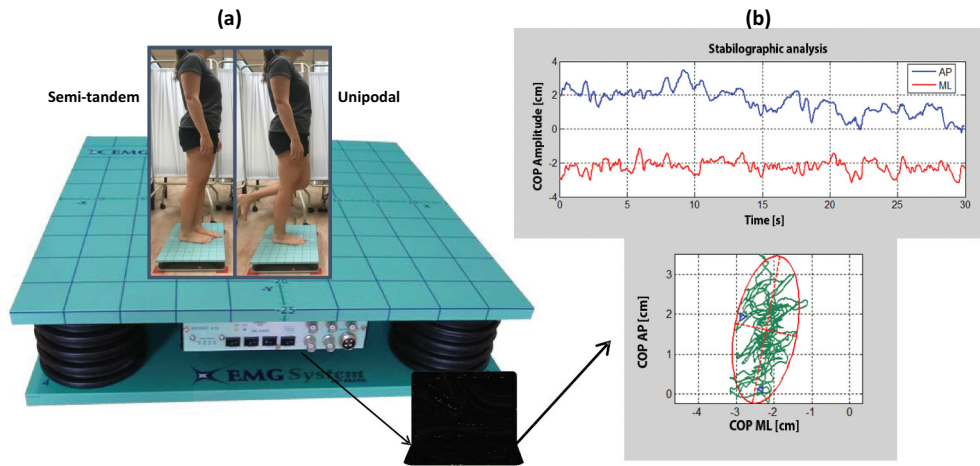 (a)
Semi-tandem
Unipodal
EMG
-X
-Y
-25
4
EMG System
(b)
Stabilographic analysis
COP Amplitude [cm]
4
2
0
-2
-4
AP
ML
0
5
10
15
20
25
30
Time [s]
COP AP [cm]
3
2
1
0
-4
-3
-2
-1
0
COP ML [cm]